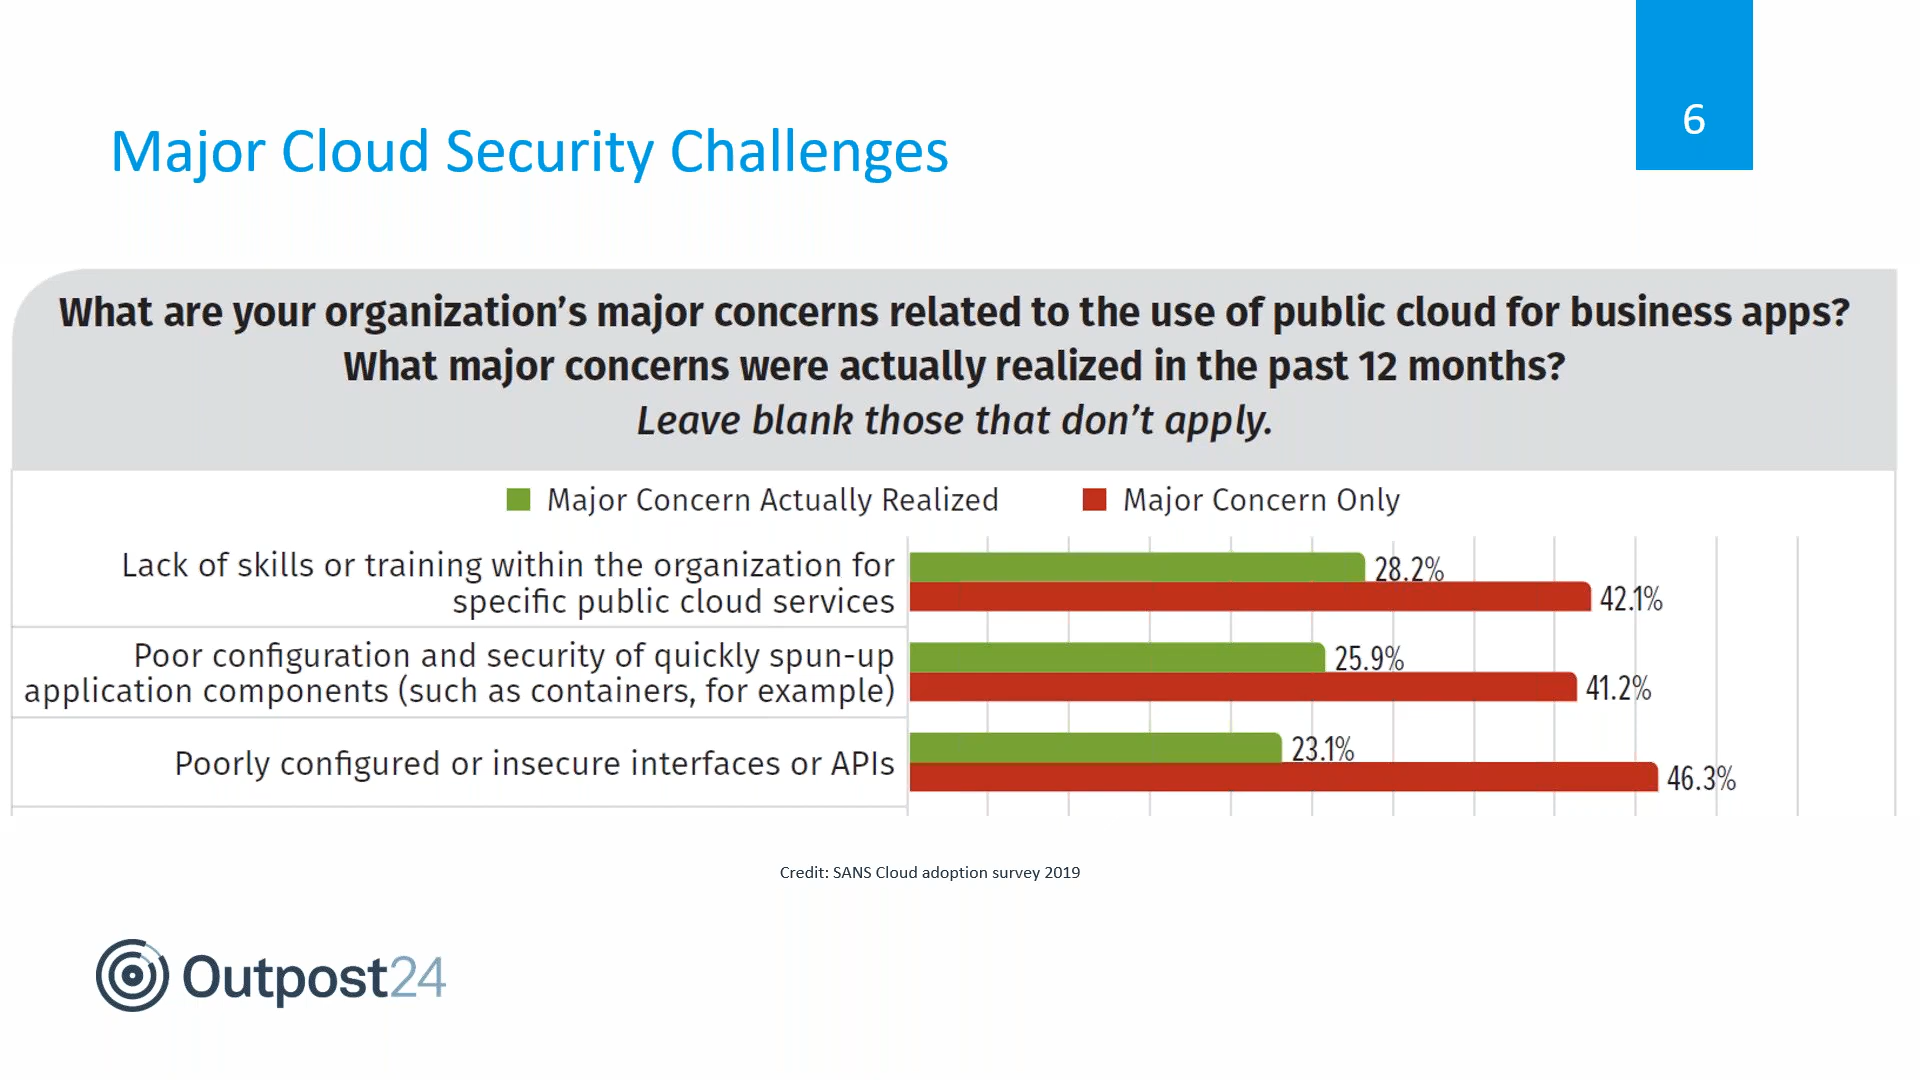 6
Major Cloud Security Challenges
What are your organization’s major concerns related to the use of public cloud for business apps?
What major concerns were actually realized in the past 12 months?
Leave blank those that don’t apply.
Major Concern Actually Realized
Major Concern Only
Lack of skills or training within the organization for
specific public cloud services
28.2%
42.1%
Poor configuration and security of quickly spun-up
application components (such as containers, for example)
25.9%
41.2%
Poorly configured or insecure interfaces or APIs
23.1%
46.3%
Credit: SANS Cloud adoption survey 2019
Outpost24